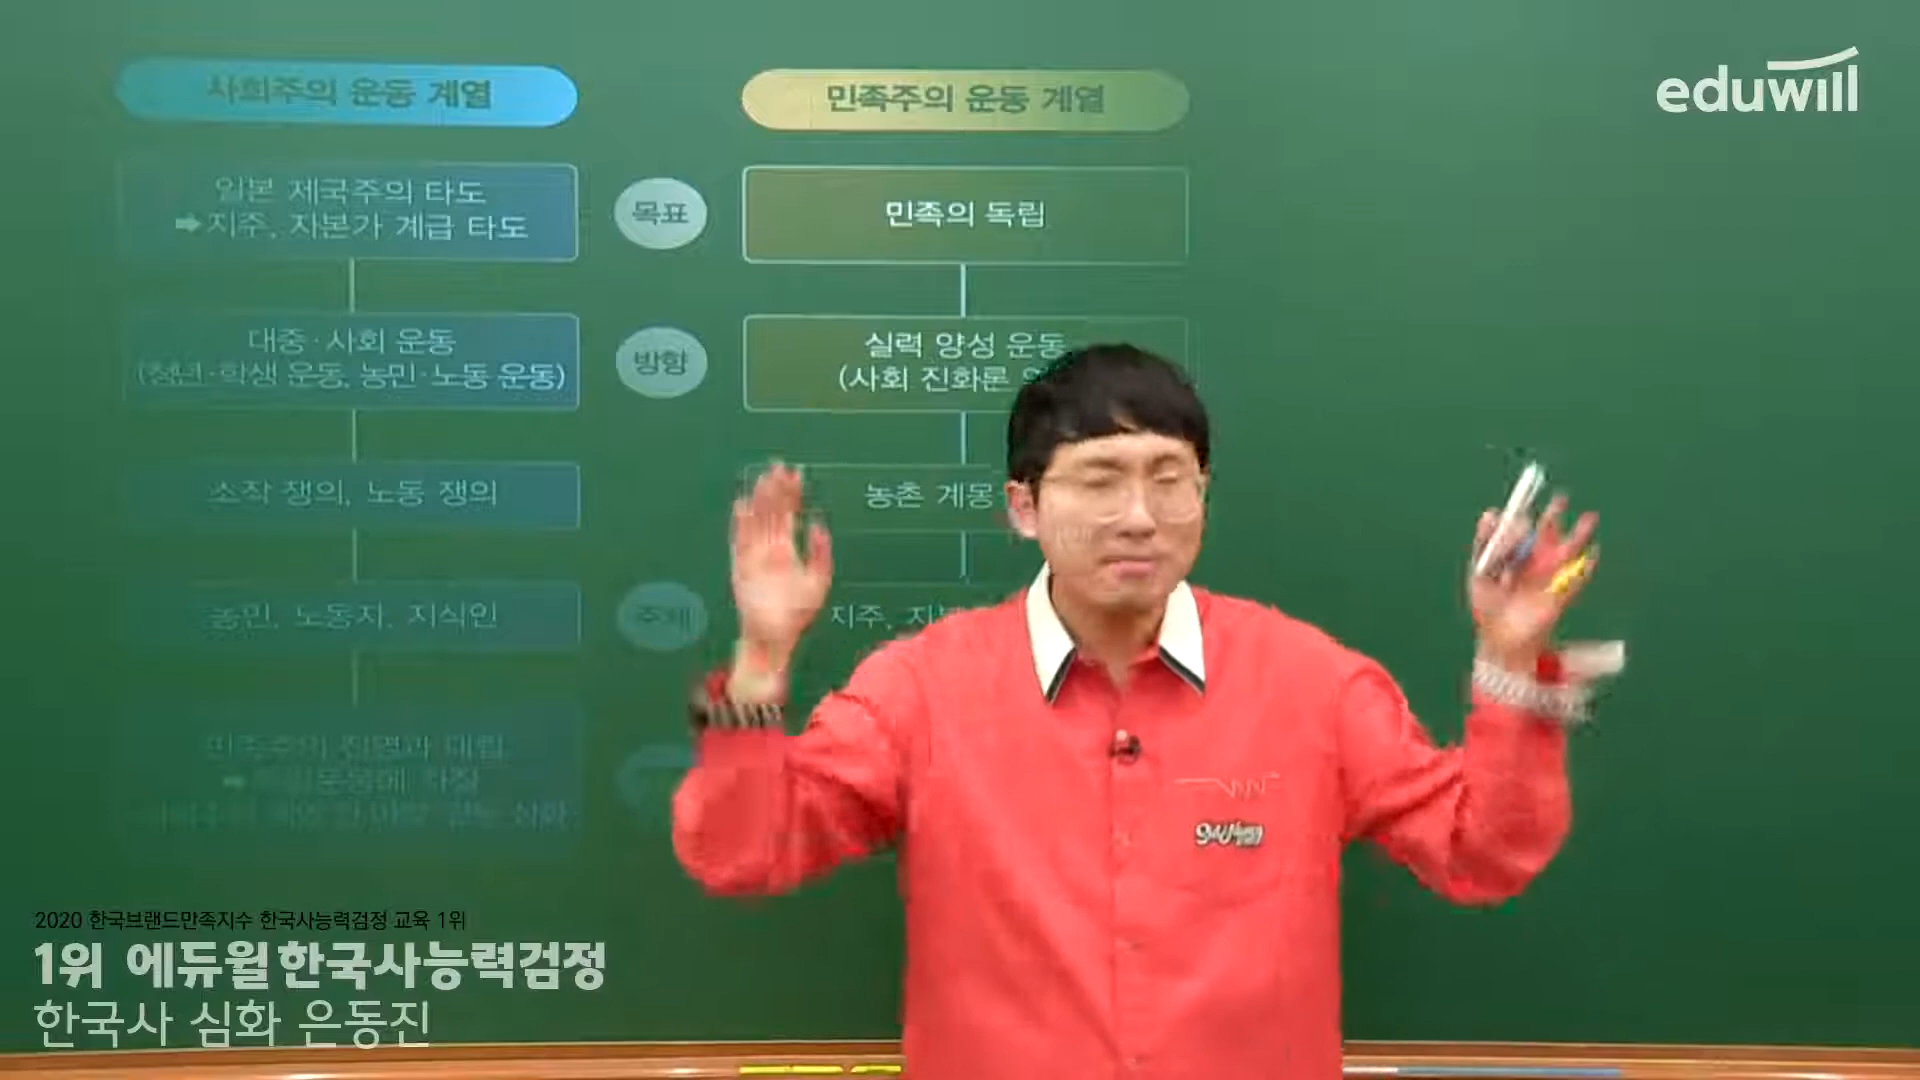 사회주의 운동 계열
민족주의 운동 계열
eduwill
일본 제국주의 타도
➡지주, 자본가 계급 타도
목표
민족의 독립
대중·사회 운동
(청년·학생 운동, 농민·노동 운동)
방향
실력 양성 운동
(사회 진화론
소작 쟁의, 노동 쟁의
농촌 계몽
농민, 노동자, 지식인
주체
지주,
2020 한국브랜드만족지수 한국사능력검정 교육 1위
1위 에듀윌 한국사능력검정
한국사 심화 은동진